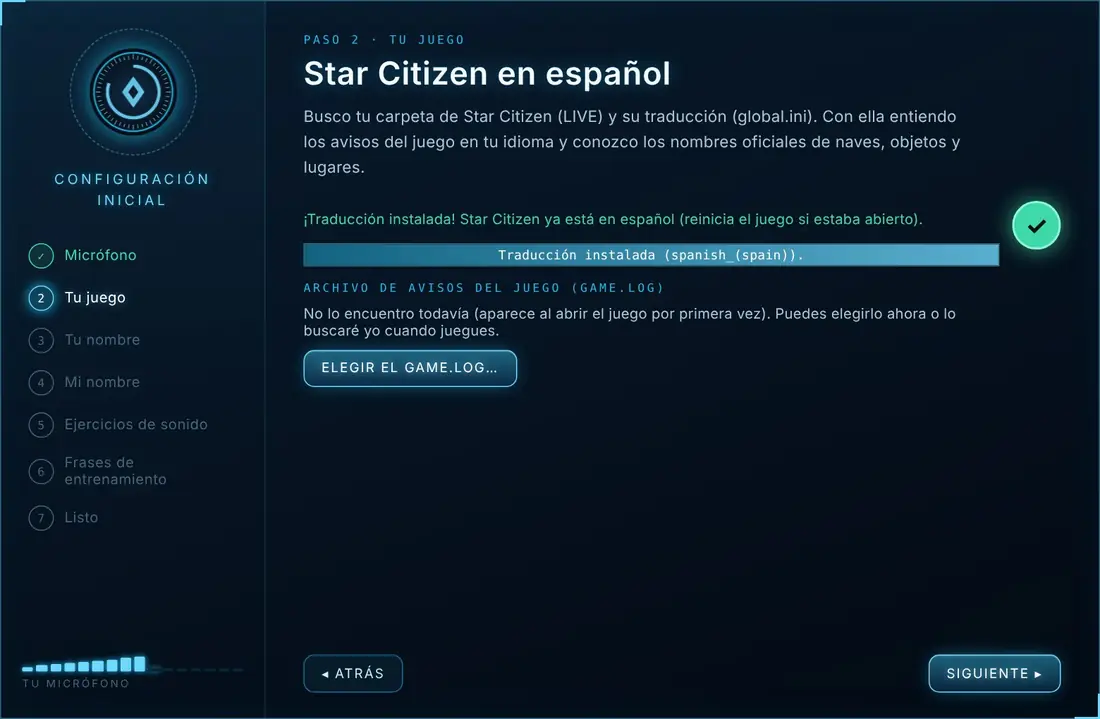 CONFIGURACIÓN
INICIAL
✓ Micrófono
2 Tu juego
3 Tu nombre
4 Mi nombre
5 Ejercicios de sonido
6 Frases de
entrenamiento
7 Listo
TU MICRÓFONO
PASO 2 · TU JUEGO
Star Citizen en español
Busco tu carpeta de Star Citizen (LIVE) y su traducción (global.ini). Con ella entiendo
los avisos del juego en tu idioma y conozco los nombres oficiales de naves, objetos y
lugares.
¡Traducción instalada! Star Citizen ya está en español (reinicia el juego si estaba abierto).
Traducción instalada (spanish_(spain)).
ARCHIVO DE AVISOS DEL JUEGO (GAME.LOG)
No lo encuentro todavía (aparece al abrir el juego por primera vez). Puedes elegirlo ahora o lo
buscaré yo cuando juegues.
ELEGIR EL GAME.LOG…
◂ ATRÁS
SIGUIENTE ▸